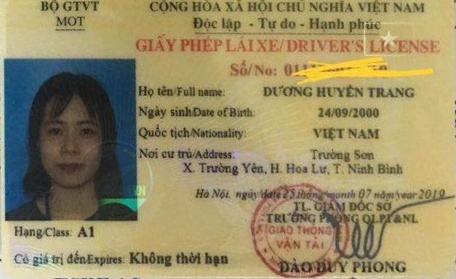 BỘ GTVT
MOT
CỘNG HÒA XÃ HỘI CHỦ NGHĨA VIỆT NAM
Độc lập - Tự do - Hạnh phúc
GIẤY PHÉP LÁI XE/ DRIVER'S LICENSE
Số/No:
Họ tên/Full name: DƯƠNG HUYỀN TRANG
Ngày sinh/Date of Birth: 24/09/2000
Quốc tịch/Nationality: VIỆT NAM
Nơi cư trú/Address: Trường Sơn
X. Trường Yên, H. Hoa Lư, T. Ninh Bình
Hà Nội, ngày/date 23 tháng/month 07 năm/year 2019
TL. GIÁM ĐỐC SỞ
TRƯỞNG PHÒNG QLPT&NL
GIAO THÔNG
VẬN TẢI
Hạng/Class: A1
Có giá trị đến/Expires: Không thời hạn
ĐÀO DUY PHONG